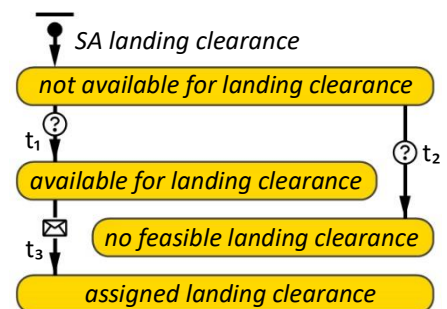 SA landing clearance
not available for landing clearance
?
t₁
?
t₂
available for landing clearance
t₃
no feasible landing clearance
assigned landing clearance